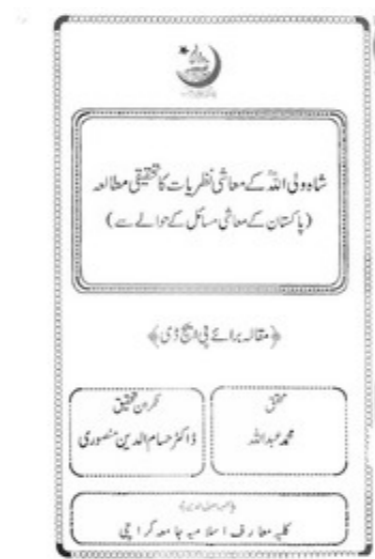 شاہ ولی اللہؒ کے معاشی نظریات کا تحقیقی مطالعہ
(پاکستان کے معاشی مسائل کے حوالے سے)
﴿مقالہ برائے پی ایچ ڈی﴾
محقق
محمد عبداللہ
نگران تحقیق
ڈاکٹر حسام الدین منصوری
کلیہ معارف اسلامیہ جامعہ کراچی